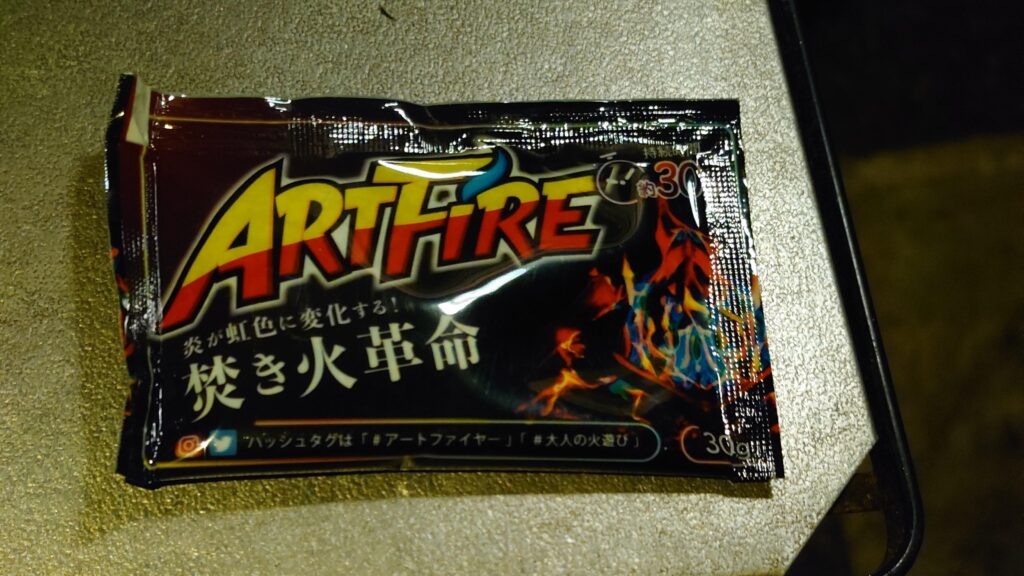 ARTFIRE
約30
炎が虹色に変化する!
焚き火革命
ハッシュタグは「#アートファイヤー」「#大人の火遊び」
30g